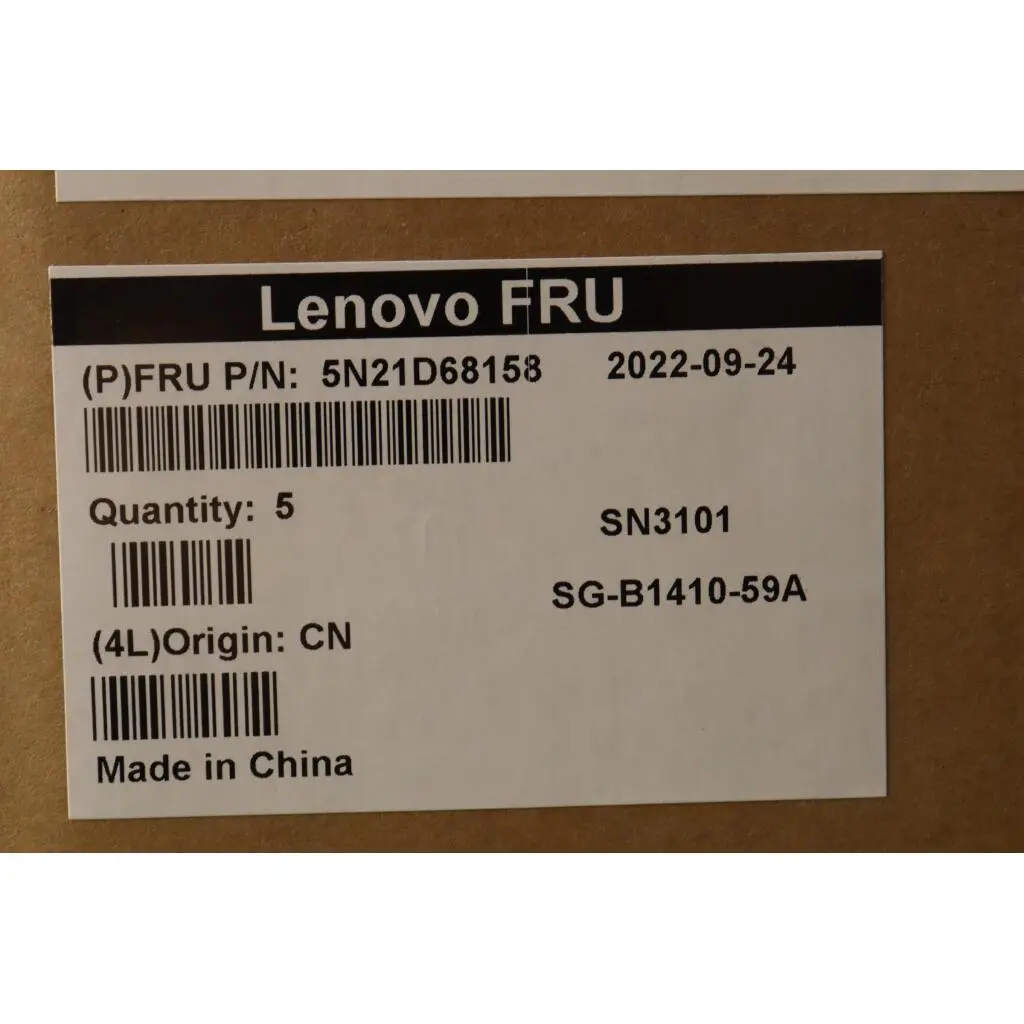 Lenovo FRU
(P)FRU P/N: 5N21D68158 2022-09-24
Quantity: 5
SN3101
SG-B1410-59A
(4L)Origin: CN
Made in China